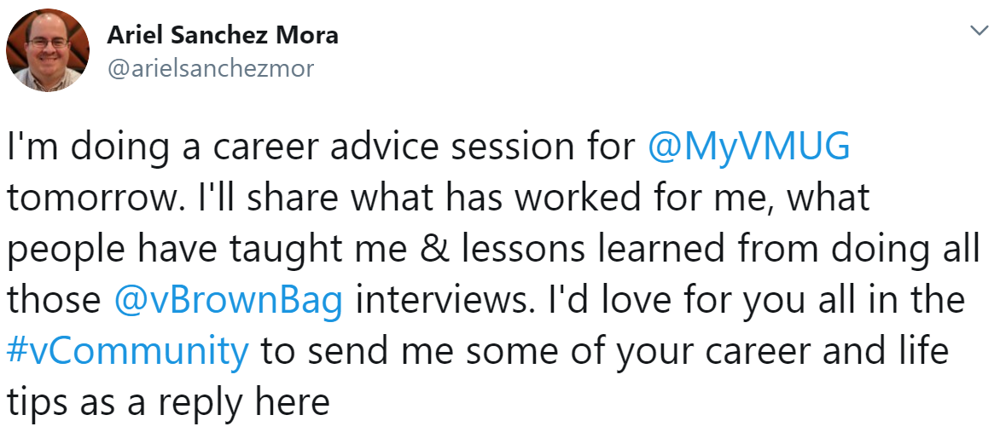 Ariel Sanchez Mora
@arielsanchezmor
I'm doing a career advice session for @MyVMUG
tomorrow. I'll share what has worked for me, what
people have taught me & lessons learned from doing all
those @vBrownBag interviews. I'd love for you all in the
#vCommunity to send me some of your career and life
tips as a reply here